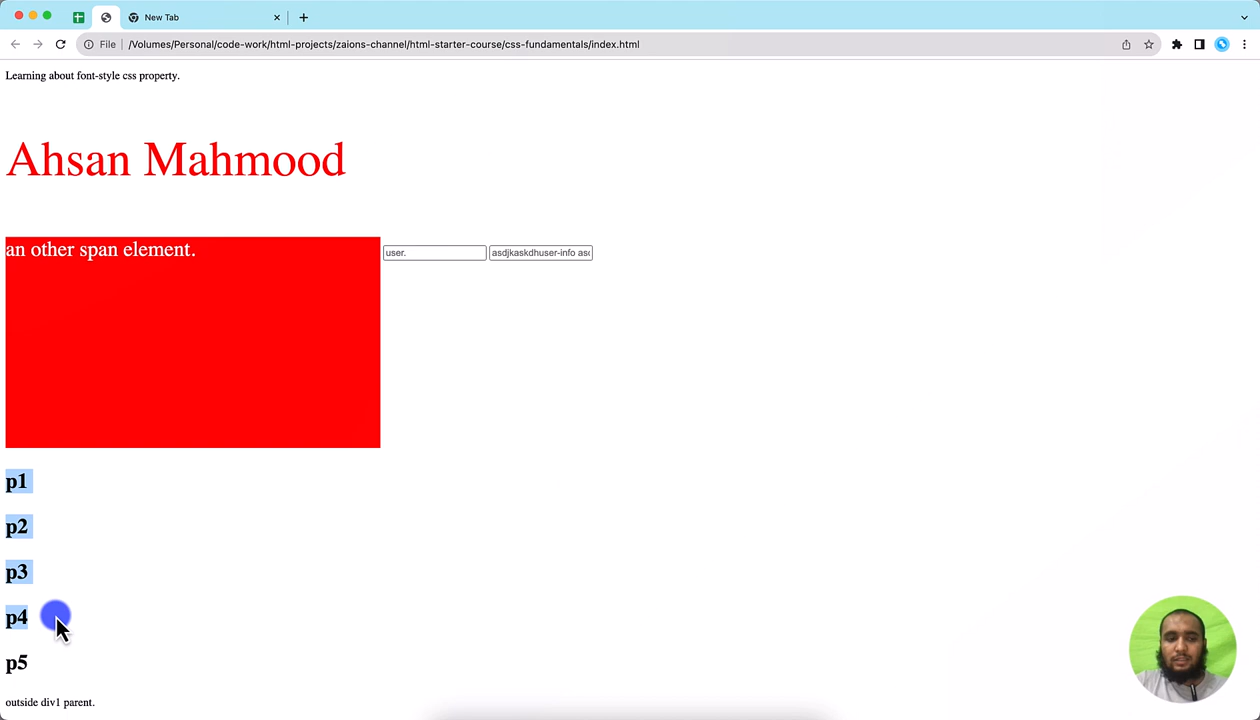 New Tab
File /Volumes/Personal/code-work/html-projects/zaions-channel/html-starter-course/css-fundamentals/index.html
Learning about font-style css property.
Ahsan Mahmood
an other span element. user. asdjkaskdhuser-info
p1
p2
p3
p4
p5
outside div1 parent.